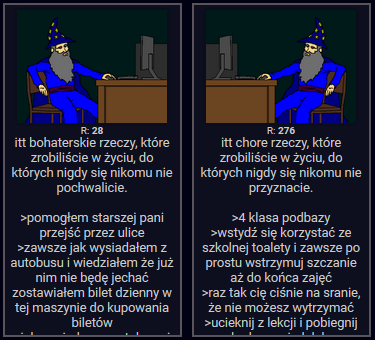 R: 28
itt bohaterskie rzeczy, które
zrobiliście w życiu, do
których nigdy się nikomu nie
pochwalicie.
>pomogłem starszej pani
przejść przez ulice
>zawsze jak wysiadałem z
autobusu i wiedziałem że już
nim nie będę jechać
zostawiałem bilet dzienny w
tej maszynie do kupowania
biletów
R: 276
itt chore rzeczy, które
zrobiliście w życiu, do
których nigdy się nikomu nie
przyznacie.
>4 klasa podbazy
>wstydź się korzystać ze
szkolnej toalety i zawsze po
prostu wstrzymuj szczanie
aż do końca zajęć
>raz tak cię ciśnie na sranie,
że nie możesz wytrzymać
>ucieknij z lekcji i pobiegnij